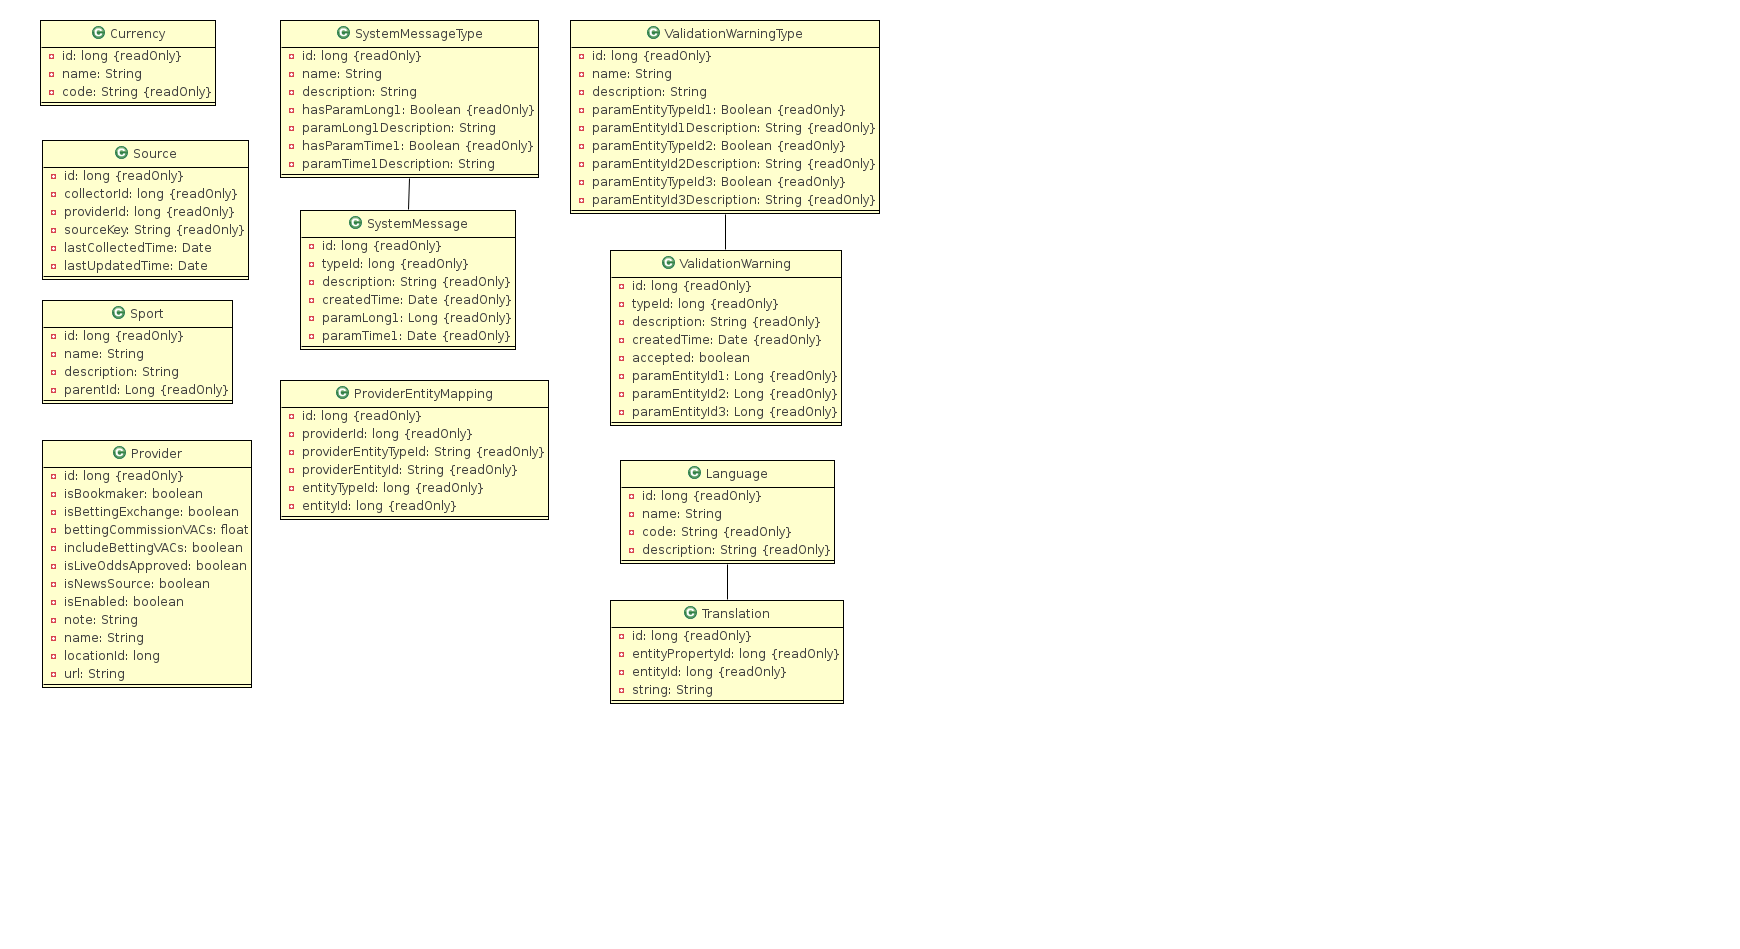 Currency
id: long {readOnly}
name: String
code: String {readOnly}
Source
id: long {readOnly}
collectorId: long {readOnly}
providerId: long {readOnly}
sourceKey: String {readOnly}
lastCollectedTime: Date
lastUpdatedTime: Date
Sport
id: long {readOnly}
name: String
description: String
parentId: Long {readOnly}
Provider
id: long {readOnly}
isBookmaker: boolean
isBettingExchange: boolean
bettingCommissionVACs: float
includeBettingVACs: boolean
isLiveOddsApproved: boolean
isNewsSource: boolean
isEnabled: boolean
note: String
name: String
locationId: long
url: String
SystemMessageType
id: long {readOnly}
name: String
description: String
hasParamLong1: Boolean {readOnly}
paramLong1Description: String
hasParamTime1: Boolean {readOnly}
paramTime1Description: String
SystemMessage
id: long {readOnly}
typeId: long {readOnly}
description: String {readOnly}
createdTime: Date {readOnly}
paramLong1: Long {readOnly}
paramTime1: Date {readOnly}
ProviderEntityMapping
id: long {readOnly}
providerId: long {readOnly}
providerEntityTypeId: String {readOnly}
providerEntityId: String {readOnly}
entityTypeId: long {readOnly}
entityId: long {readOnly}
ValidationWarningType
id: long {readOnly}
name: String
description: String
paramEntityTypeId1: Boolean {readOnly}
paramEntityId1Description: String {readOnly}
paramEntityTypeId2: Boolean {readOnly}
paramEntityId2Description: String {readOnly}
paramEntityTypeId3: Boolean {readOnly}
paramEntityId3Description: String {readOnly}
ValidationWarning
id: long {readOnly}
typeId: long {readOnly}
description: String {readOnly}
createdTime: Date {readOnly}
accepted: boolean
paramEntityId1: Long {readOnly}
paramEntityId2: Long {readOnly}
paramEntityId3: Long {readOnly}
Language
id: long {readOnly}
name: String
code: String {readOnly}
description: String {readOnly}
Translation
id: long {readOnly}
entityPropertyId: long {readOnly}
entityId: long {readOnly}
string: String